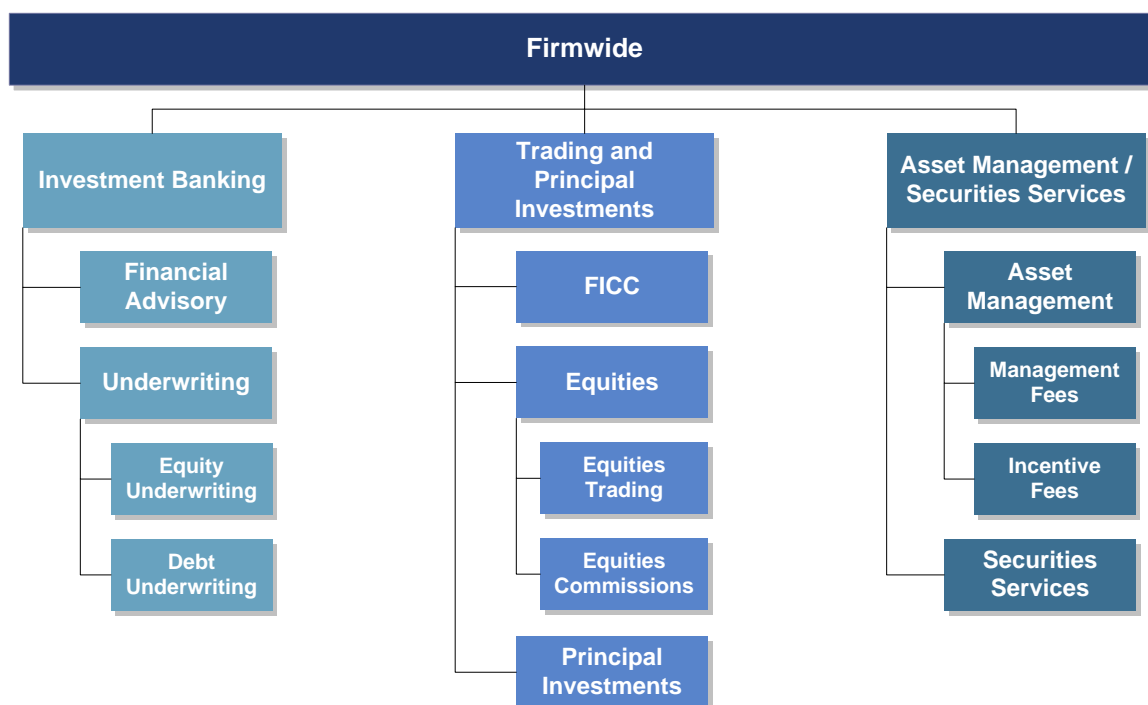 Firmwide
Investment Banking
Financial
Advisory
Underwriting
Equity
Underwriting
Debt
Underwriting
Trading and
Principal
Investments
FICC
Equities
Equities
Trading
Equities
Commissions
Principal
Investments
Asset Management /
Securities Services
Asset
Management
Management
Fees
Incentive
Fees
Securities
Services